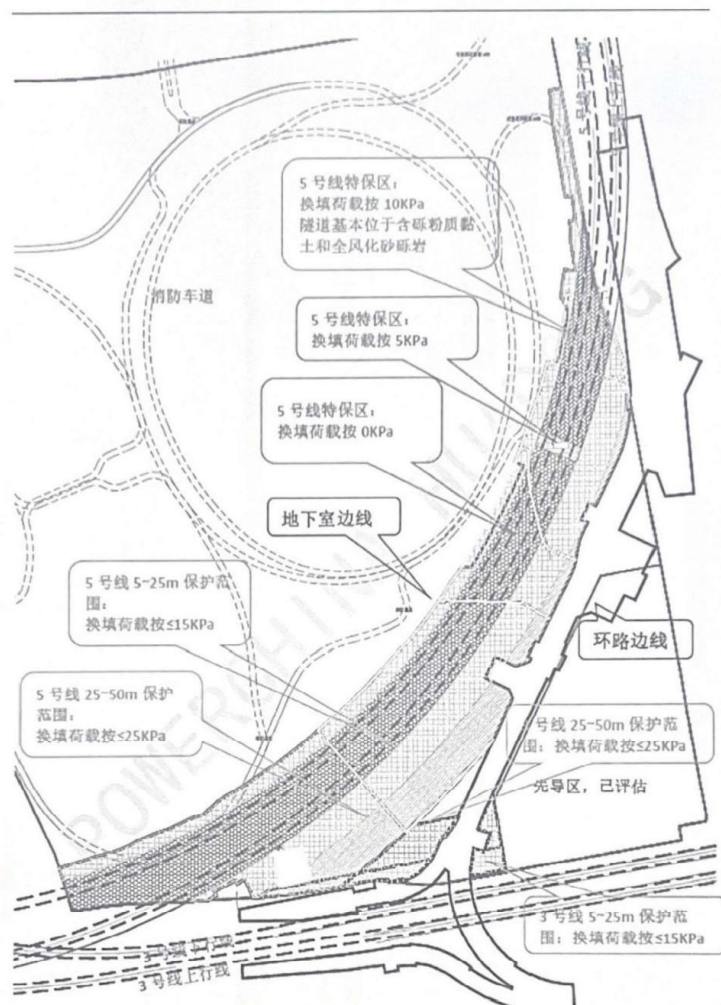 5 号线特保区：
换填荷载按 10KPa
隧道基本位于含砾粉质黏
土和全风化砂砾岩
消防车道
5 号线特保区：
换填荷载按 5KPa
5 号线特保区：
换填荷载按 0KPa
地下室边线
5 号线 5~25m 保护范
围：
换填荷载按≤15KPa
环路边线
5 号线 25~50m 保护
范围：
换填荷载按≤25KPa
号线 25~50m 保护范
围：换填荷载按≤25KPa
先导区，已评估
3 号线 5~25m 保护范
围：换填荷载按≤15KPa
3 号线下行线
3 号线上行线